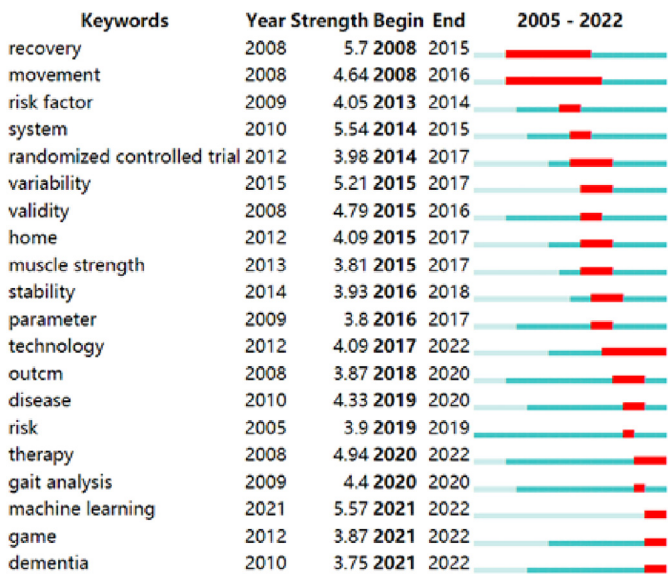 Keywords Year Strength Begin End 2005 - 2022
recovery 2008 5.7 2008 2015
movement 2008 4.64 2008 2016
risk factor 2009 4.05 2013 2014
system 2010 5.54 2014 2015
randomized controlled trial 2012 3.98 2014 2017
variability 2015 5.21 2015 2017
validity 2008 4.79 2015 2016
home 2012 4.09 2015 2017
muscle strength 2013 3.81 2015 2017
stability 2014 3.93 2016 2018
parameter 2009 3.8 2016 2017
technology 2012 4.09 2017 2022
outcm 2008 3.87 2018 2020
disease 2010 4.33 2019 2020
risk 2005 3.9 2019 2019
therapy 2008 4.94 2020 2022
gait analysis 2009 4.4 2020 2020
machine learning 2021 5.57 2021 2022
game 2012 3.87 2021 2022
dementia 2010 3.75 2021 2022